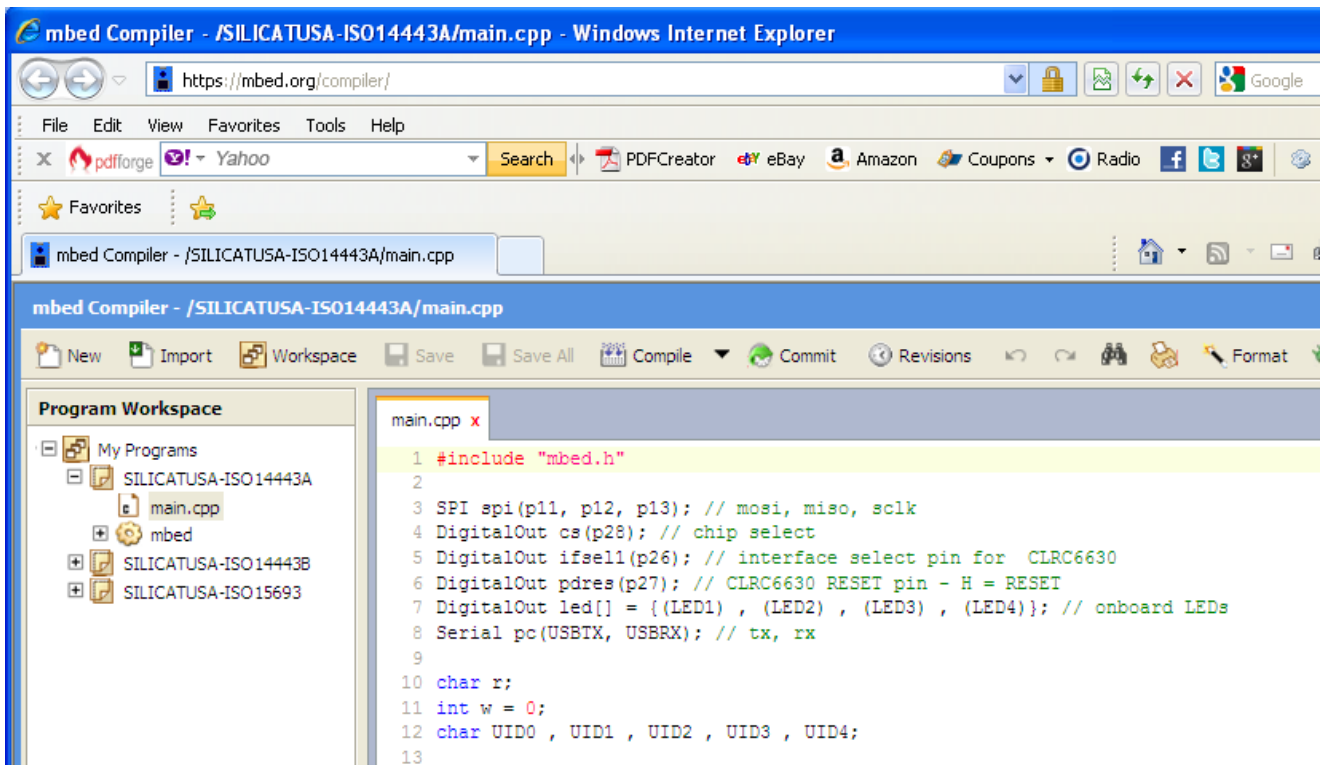 mbed Compiler - /SILICATUSA-ISO14443A/main.cpp - Windows Internet Explorer
https://mbed.org/compiler/
Google
File Edit View Favorites Tools Help
X pdfforge Y! Yahoo Search PDFCreator ebY eBay a Amazon Coupons Radio f g+
Favorites
mbed Compiler - /SILICATUSA-ISO14443A/main.cpp
mbed Compiler - /SILICATUSA-ISO14443A/main.cpp
New Import Workspace Save Save All Compile Commit Revisions Format
Program Workspace
My Programs
SILICATUSA-ISO14443A
main.cpp
mbed
SILICATUSA-ISO14443B
SILICATUSA-ISO15693
main.cpp x
1 #include "mbed.h"
2
3 SPI spi(p11, p12, p13); // mosi, miso, sclk
4 DigitalOut cs(p28); // chip select
5 DigitalOut ifsel1(p26); // interface select pin for  CLRC6630
6 DigitalOut pdres(p27); // CLRC6630 RESET pin - H = RESET
7 DigitalOut led[] = {(LED1) , (LED2) , (LED3) , (LED4)}; // onboard LEDs
8 Serial pc(USBTX, USBRX); // tx, rx
9
10 char r;
11 int w = 0;
12 char UID0 , UID1 , UID2 , UID3 , UID4;
13